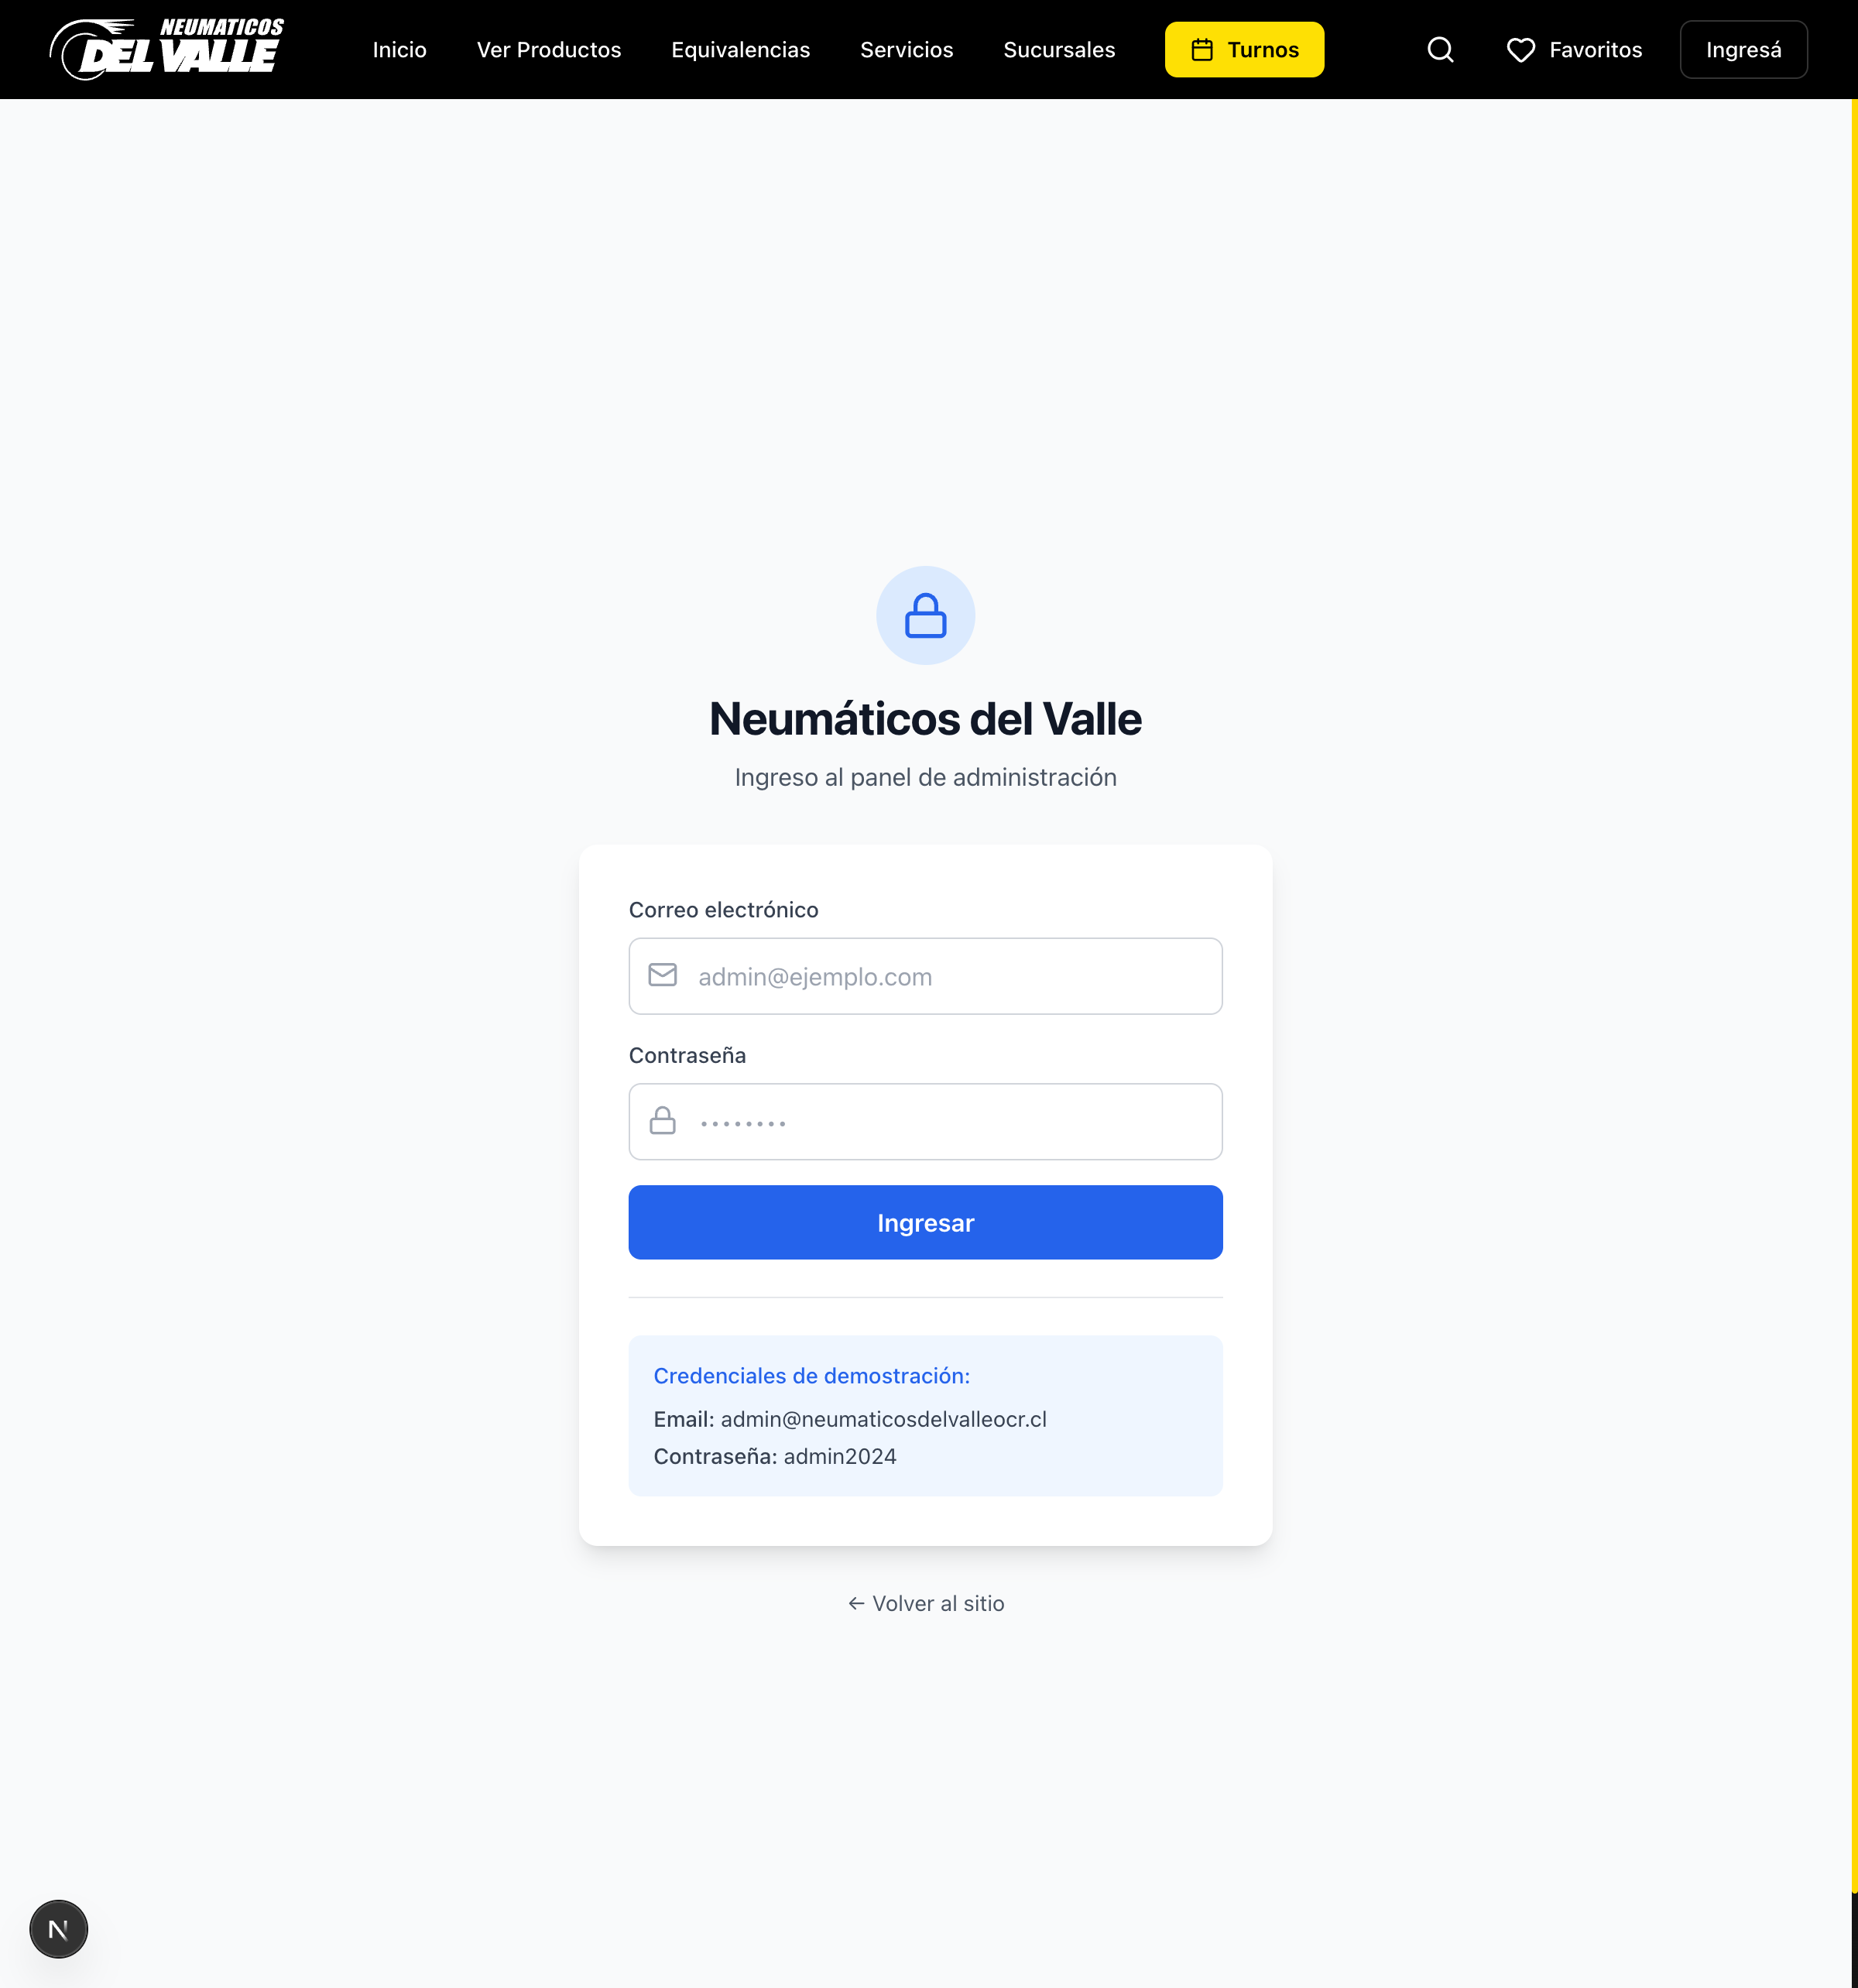 NEUMATICOS
DEL VALLE
Inicio
Ver Productos
Equivalencias
Servicios
Sucursales
Turnos
Favoritos
Ingresá
Neumáticos del Valle
Ingreso al panel de administración
Correo electrónico
admin@ejemplo.com
Contraseña
••••••••
Ingresar
Credenciales de demostración:
Email: admin@neumaticosdelvalleocr.cl
Contraseña: admin2024
← Volver al sitio
N